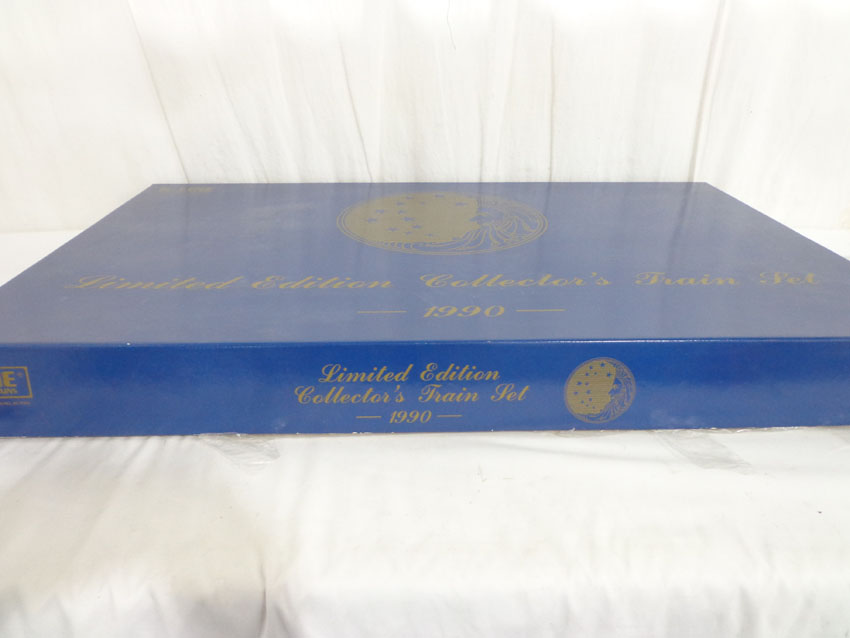 Limited Edition Collector's Train Set
1990
Limited Edition
Collector's Train Set
1990